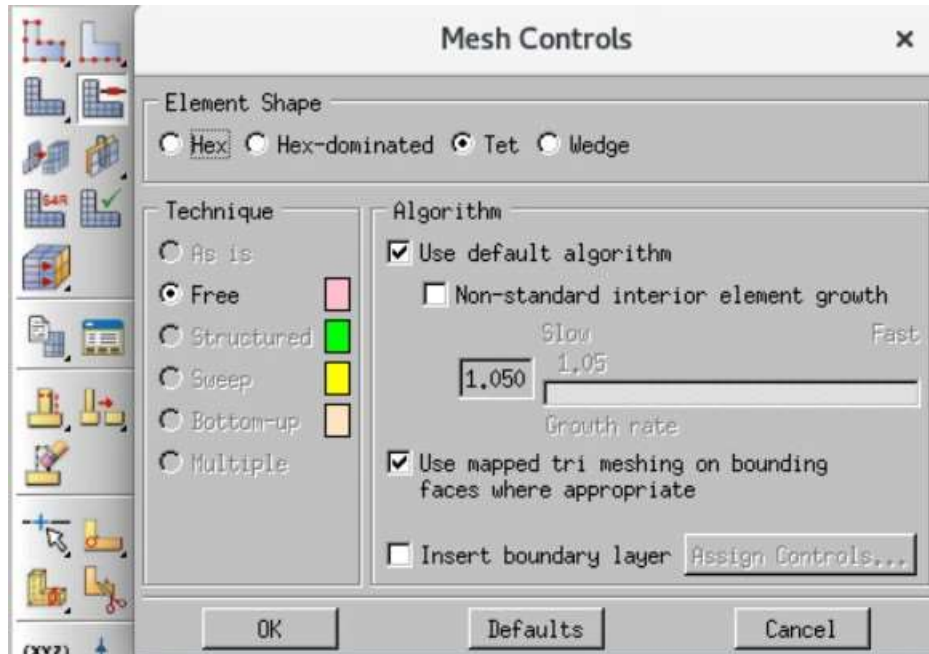 Mesh Controls
×
Element Shape
Hex Hex-dominated Tet Wedge
Technique
As is
Free
Structured
Sweep
Bottom-up
Multiple
Algorithm
Use default algorithm
Non-standard interior element growth
Slow Fast
1.05
1.050
Growth rate
Use mapped tri meshing on bounding
faces where appropriate
Insert boundary layer Assign Controls...
OK Defaults Cancel
S4R
(XYZ)